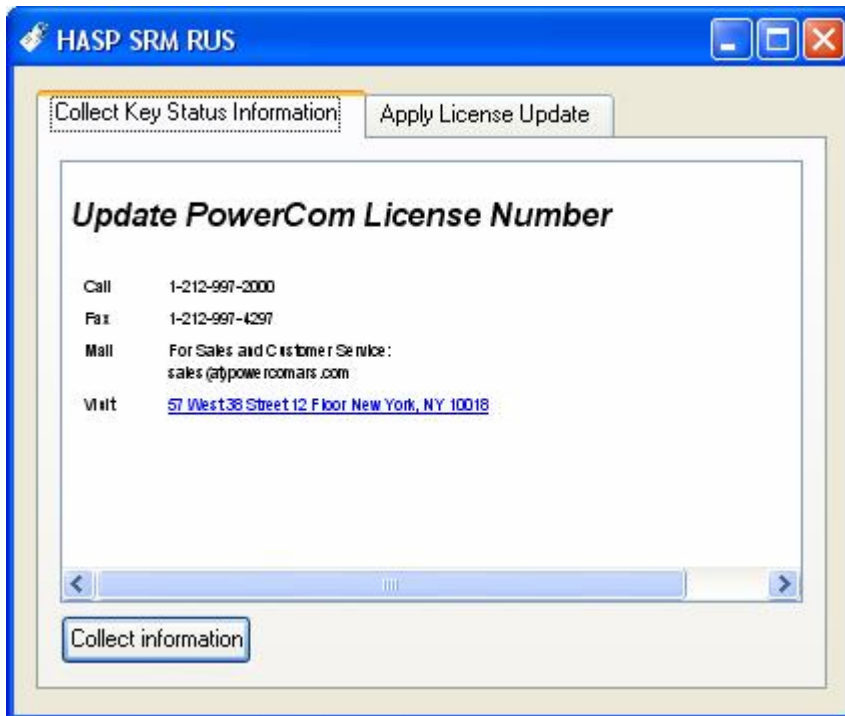 HASP SRM RUS
Collect Key Status Information
Apply License Update
Update PowerCom License Number
Call 1-212-997-2000
Fax 1-212-997-4297
Mail For Sales and Customer Service:
sales(at)powercomars.com
Visit 57 West 38 Street 12 Floor New York, NY 10018
Collect information